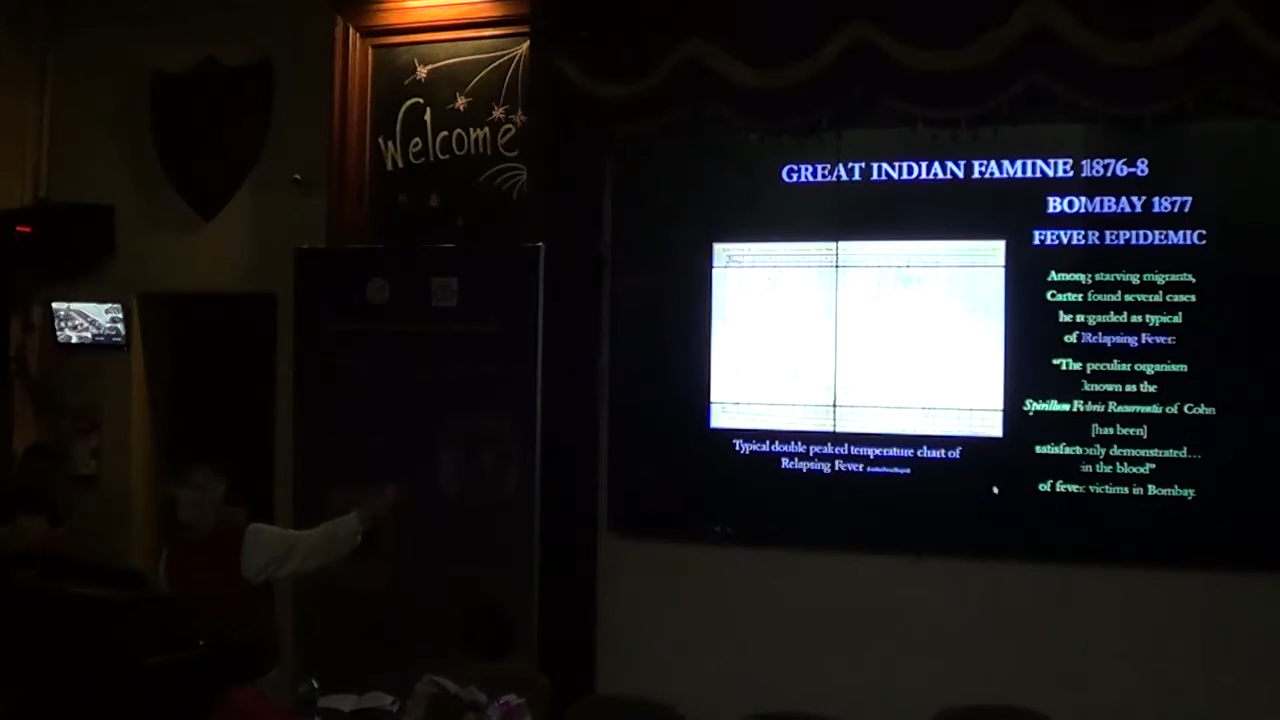 Welcome
GREAT INDIAN FAMINE 1876-8
BOMBAY 1877
FEVER EPIDEMIC
Among starving migrants,
Carter found several cases
he regarded as typical
of Relapsing Fever:
"The peculiar organism
known as the
Spirillum Febris Recurrentis of Cohn
[has been]
satisfactorily demonstrated...
in the blood"
of fever victims in Bombay.
Typical double peaked temperature chart of
Relapsing Fever